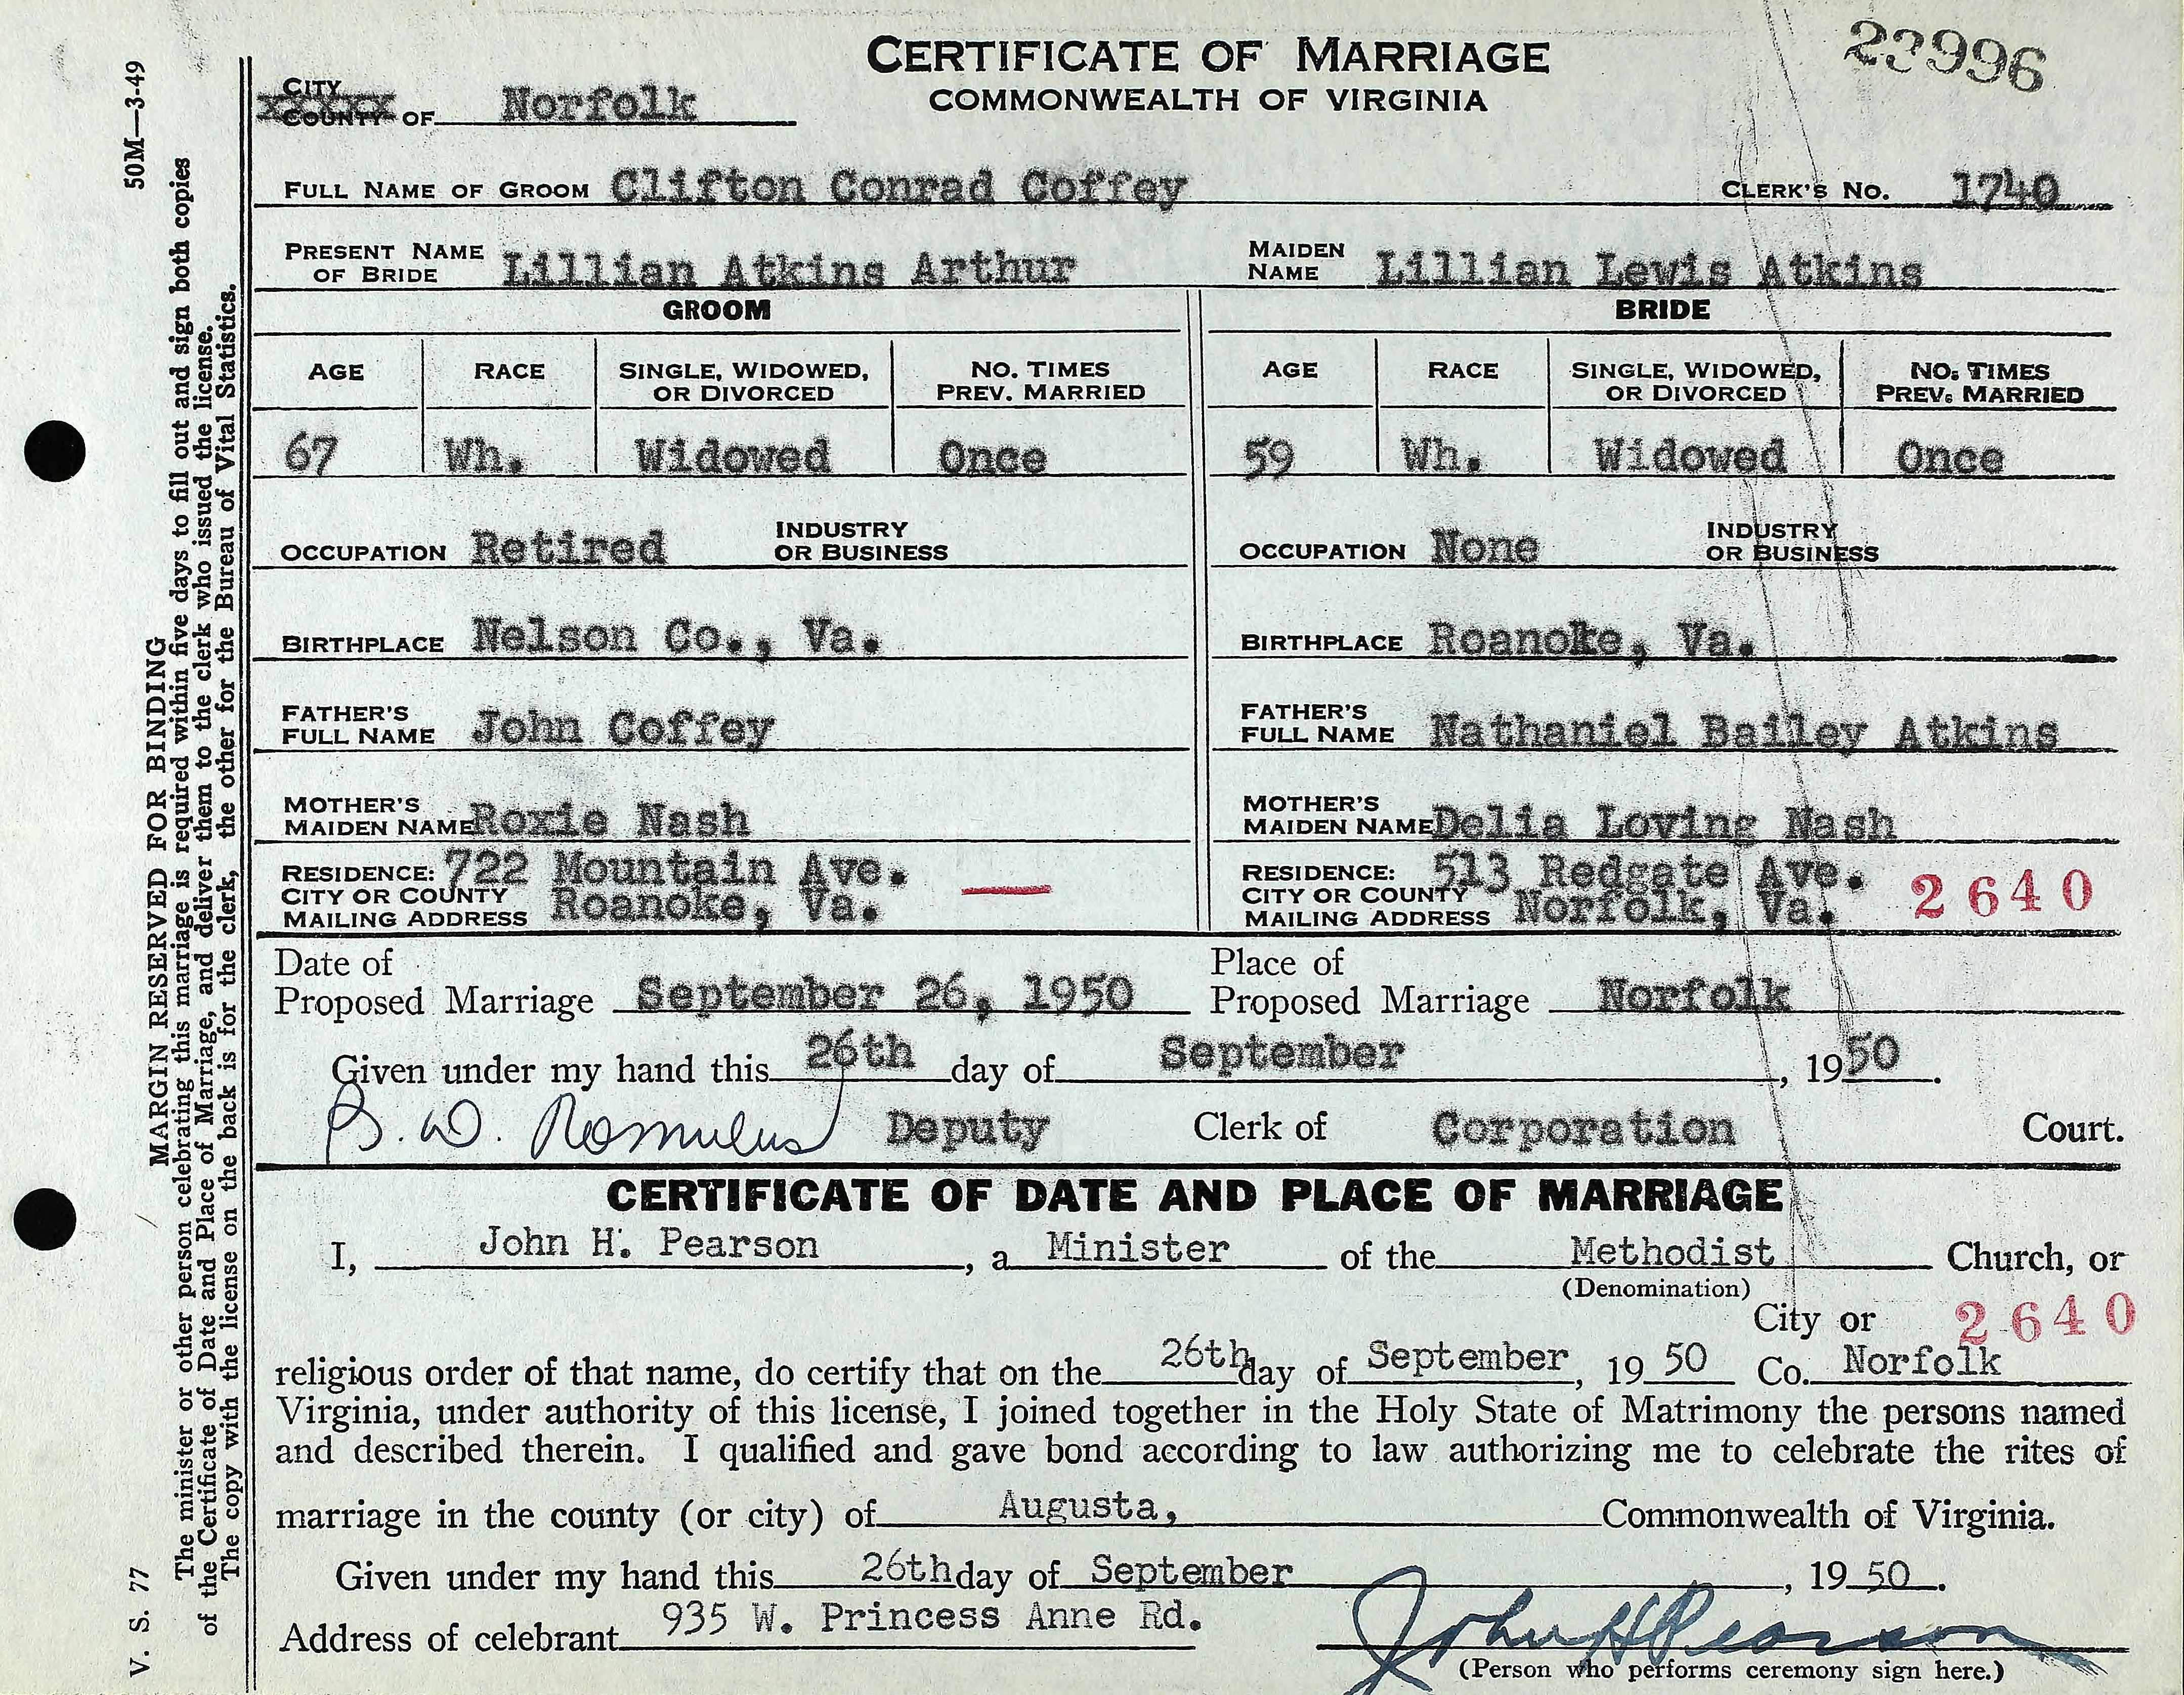 CERTIFICATE OF MARRIAGE
COMMONWEALTH OF VIRGINIA
23996
CITY
COUNTY OF Norfolk
FULL NAME OF GROOM Clifton Conrad Coffey CLERK'S NO. 1740
PRESENT NAME OF BRIDE Lillian Atkins Arthur MAIDEN NAME Lillian Lewis Atkins
GROOM BRIDE
AGE RACE SINGLE, WIDOWED, OR DIVORCED NO. TIMES PREV. MARRIED AGE RACE SINGLE, WIDOWED, OR DIVORCED NO. TIMES PREV. MARRIED
67 Wh. Widowed Once 59 Wh. Widowed Once
OCCUPATION Retired INDUSTRY OR BUSINESS OCCUPATION None INDUSTRY OR BUSINESS
BIRTHPLACE Nelson Co., Va. BIRTHPLACE Roanoke, Va.
FATHER'S FULL NAME John Coffey FATHER'S FULL NAME Nathaniel Bailey Atkins
MOTHER'S MAIDEN NAME Roxie Nash MOTHER'S MAIDEN NAME Delia Loving Nash
RESIDENCE: 722 Mountain Ave. RESIDENCE: 513 Redgate Ave.
CITY OR COUNTY CITY OR COUNTY 2640
MAILING ADDRESS Roanoke, Va. MAILING ADDRESS Norfolk, Va.
Date of Proposed Marriage September 26, 1950 Place of Proposed Marriage Norfolk
Given under my hand this 26th day of September, 1950.
B. W. Romulus Deputy Clerk of Corporation Court.
CERTIFICATE OF DATE AND PLACE OF MARRIAGE
I, John H. Pearson, a Minister of the Methodist Church, or
(Denomination)
City or 2640
religious order of that name, do certify that on the 26th day of September, 19 50 Co. Norfolk
Virginia, under authority of this license, I joined together in the Holy State of Matrimony the persons named
and described therein. I qualified and gave bond according to law authorizing me to celebrate the rites of
marriage in the county (or city) of Augusta, Commonwealth of Virginia.
Given under my hand this 26th day of September, 19 50.
Address of celebrant 935 W. Princess Anne Rd. John H Pearson
(Person who performs ceremony sign here.)
V. S. 77 50M—3-49
MARGIN RESERVED FOR BINDING
The minister or other person celebrating this marriage is required within five days to fill out and sign both copies
of the Certificate of Date and Place of Marriage, and deliver them to the clerk who issued the license.
The copy with the license on the back is for the clerk, the other for the Bureau of Vital Statistics.